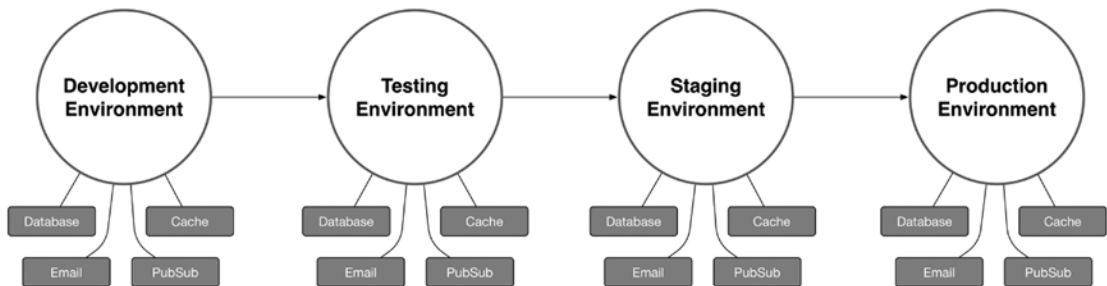 Development
Environment
Testing
Environment
Staging
Environment
Production
Environment
Database
Cache
Email
PubSub
Database
Cache
Email
PubSub
Database
Cache
Email
PubSub
Database
Cache
Email
PubSub